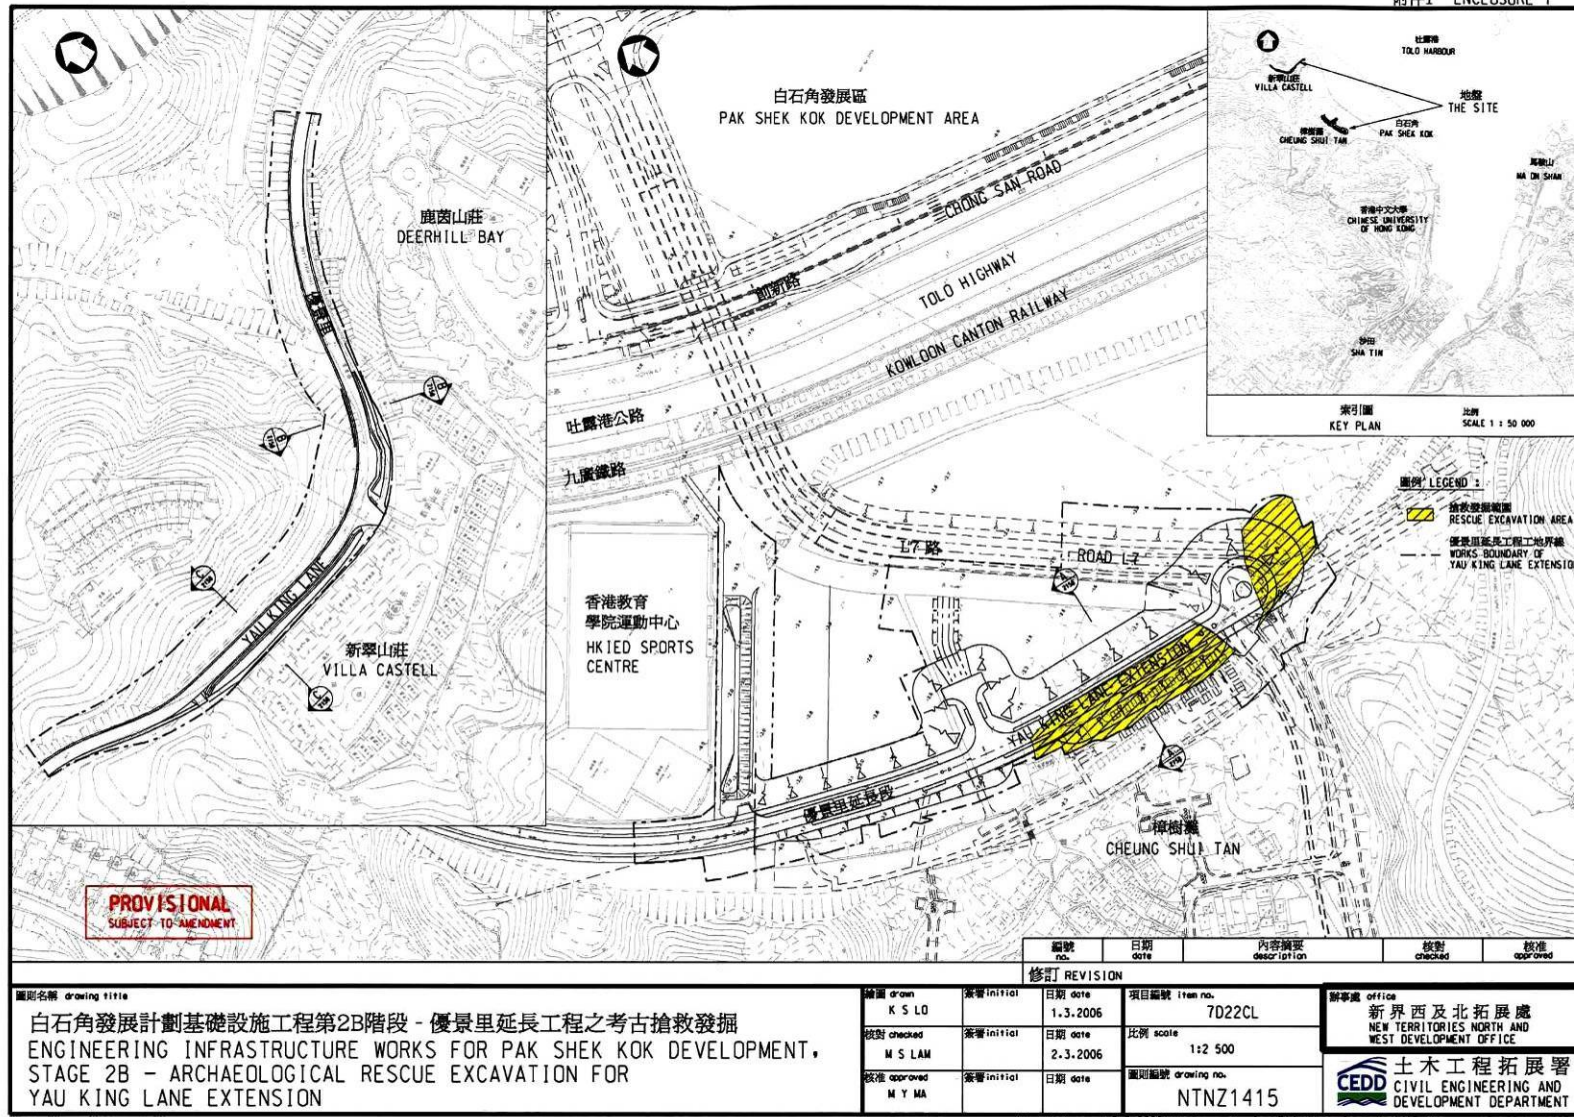 附件1 ENCLOSURE 1
鹿茵山莊
DEERHILL BAY
優景里
YAU KING LANE
新翠山莊
VILLA CASTELL
白石角發展區
PAK SHEK KOK DEVELOPMENT AREA
CHONG SAN ROAD
創新路
TOLO HIGHWAY
KOWLOON CANTON RAILWAY
吐露港公路
九廣鐵路
L7 路
ROAD L7
香港教育
學院運動中心
HKIED SPORTS
CENTRE
YAU KING LANE EXTENSION
優景里延長段
樟樹灘
CHEUNG SHUI TAN
吐露港
TOLO HARBOUR
新翠山莊
VILLA CASTELL
地盤
THE SITE
樟樹灘
CHEUNG SHUI TAN
白石角
PAK SHEK KOK
馬鞍山
MA ON SHAN
香港中文大學
CHINESE UNIVERSITY
OF HONG KONG
沙田
SHA TIN
索引圖
KEY PLAN
比例
SCALE 1 : 50 000
圖例 LEGEND :
搶救發掘範圍
RESCUE EXCAVATION AREA
優景里延長工程工地界線
WORKS BOUNDARY OF
YAU KING LANE EXTENSION
PROVISIONAL
SUBJECT TO AMENDMENT
編號 no.
日期 date
內容摘要 description
核對 checked
核准 approved
修訂 REVISION
圖則名稱 drawing title
白石角發展計劃基礎設施工程第2B階段 - 優景里延長工程之考古搶救發掘
ENGINEERING INFRASTRUCTURE WORKS FOR PAK SHEK KOK DEVELOPMENT,
STAGE 2B - ARCHAEOLOGICAL RESCUE EXCAVATION FOR
YAU KING LANE EXTENSION
繪圖 drawn
K S LO
簽署 initial
日期 date
1.3.2006
核對 checked
M S LAM
簽署 initial
日期 date
2.3.2006
核准 approved
M Y MA
簽署 initial
日期 date
項目編號 item no.
7D22CL
比例 scale
1:2 500
圖則編號 drawing no.
NTNZ1415
辦事處 office
新界西及北拓展處
NEW TERRITORIES NORTH AND
WEST DEVELOPMENT OFFICE
CEDD
土木工程拓展署
CIVIL ENGINEERING AND
DEVELOPMENT DEPARTMENT